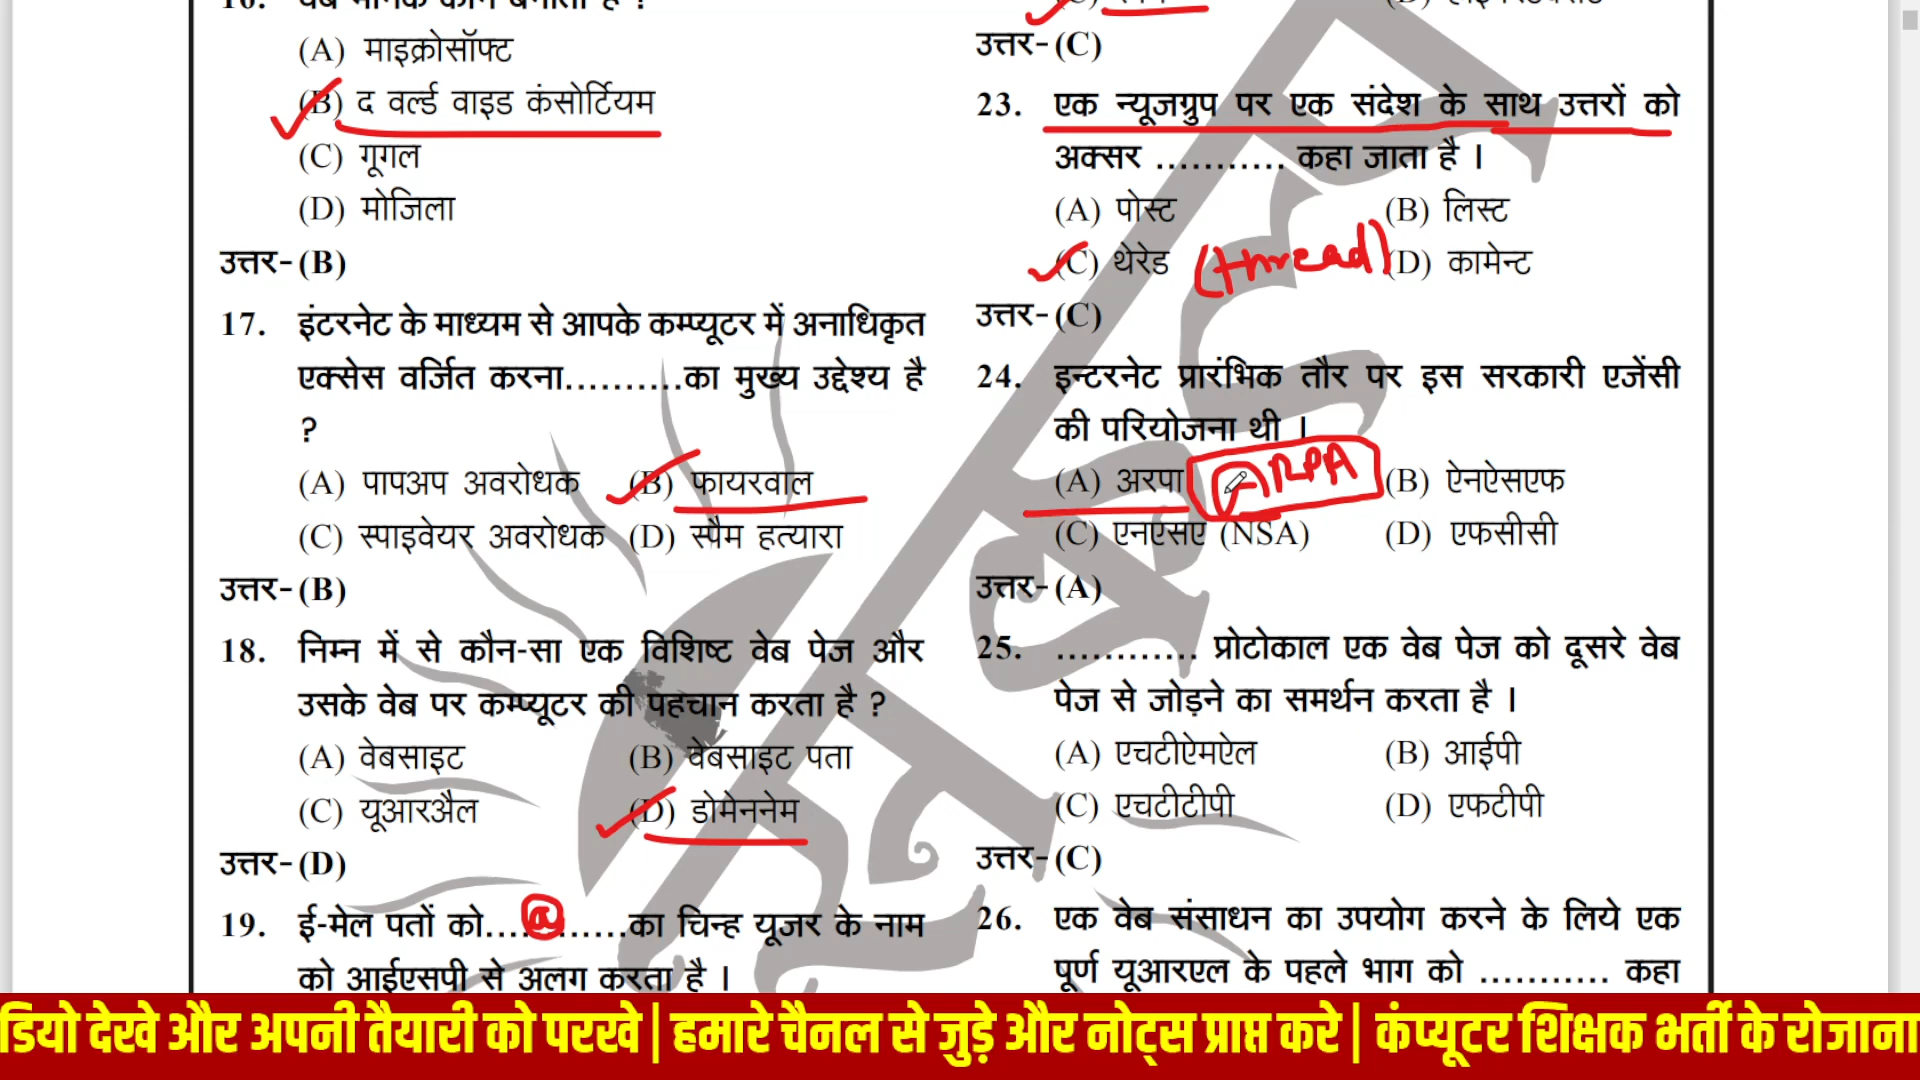 16. वेब मानक कौन बनाता है ?
(A) माइक्रोसॉफ्ट
(B) द वर्ल्ड वाइड कंसोर्टियम
(C) गूगल
(D) मोजिला
उत्तर-(B)
17. इंटरनेट के माध्यम से आपके कम्प्यूटर में अनाधिकृत
एक्सेस वर्जित करना..........का मुख्य उद्देश्य है
?
(A) पापअप अवरोधक (B) फायरवाल
(C) स्पाइवेयर अवरोधक (D) स्पैम हत्यारा
उत्तर-(B)
18. निम्न में से कौन-सा एक विशिष्ट वेब पेज और
उसके वेब पर कम्प्यूटर की पहचान करता है ?
(A) वेबसाइट (B) वेबसाइट पता
(C) यूआरअैल (D) डोमेननेम
उत्तर-(D)
19. ई-मेल पतों को....@.......का चिन्ह यूजर के नाम
को आईएसपी से अलग करता है ।
उत्तर-(C)
23. एक न्यूजग्रुप पर एक संदेश के साथ उत्तरों को
अक्सर ........... कहा जाता है ।
(A) पोस्ट (B) लिस्ट
(C) थेरेड (thread) (D) कामेन्ट
उत्तर-(C)
24. इन्टरनेट प्रारंभिक तौर पर इस सरकारी एजेंसी
की परियोजना थी ।
(A) अरपा ARPA (B) ऐनऐसएफ
(C) एनएसए (NSA) (D) एफसीसी
उत्तर-(A)
25. ............ प्रोटोकाल एक वेब पेज को दूसरे वेब
पेज से जोड़ने का समर्थन करता है ।
(A) एचटीऐमऐल (B) आईपी
(C) एचटीटीपी (D) एफटीपी
उत्तर-(C)
26. एक वेब संसाधन का उपयोग करने के लिये एक
पूर्ण यूआरएल के पहले भाग को ........... कहा
डियो देखे और अपनी तैयारी को परखे | हमारे चैनल से जुड़े और नोट्स प्राप्त करे | कंप्यूटर शिक्षक भर्ती के रोजाना